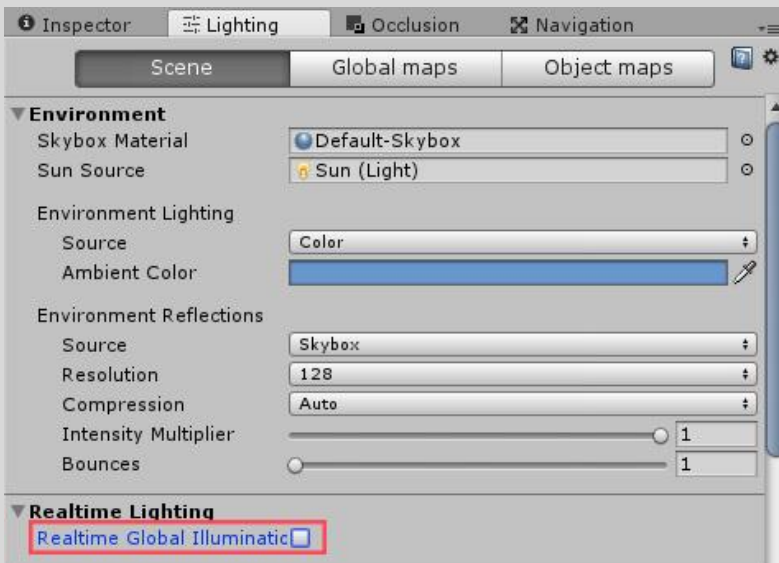 Inspector Lighting Occlusion Navigation
Scene Global maps Object maps
Environment
Skybox Material Default-Skybox
Sun Source Sun (Light)
Environment Lighting
Source Color
Ambient Color
Environment Reflections
Source Skybox
Resolution 128
Compression Auto
Intensity Multiplier 1
Bounces 1
Realtime Lighting
Realtime Global Illuminatic